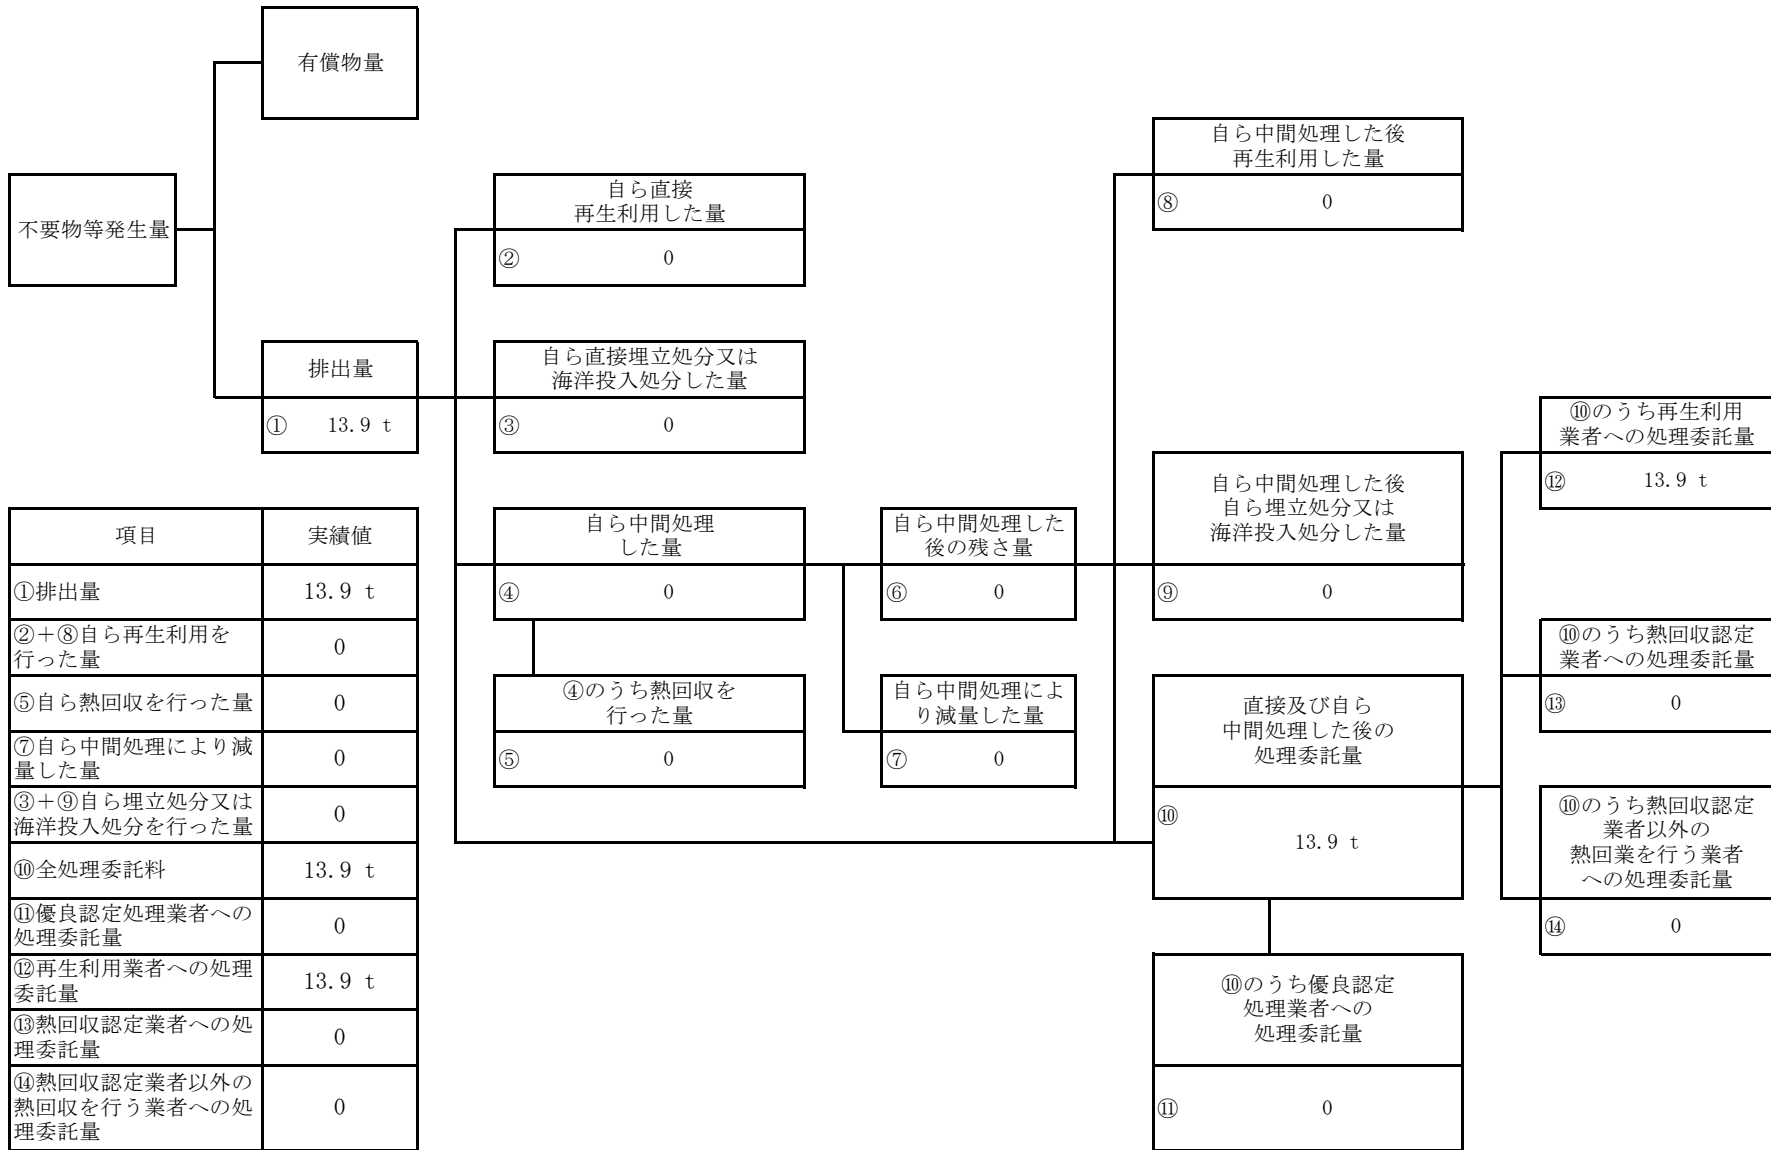 有償物量
不要物等発生量
排出量
① 13.9 t
自ら直接
再生利用した量
② 0
自ら直接埋立処分又は
海洋投入処分した量
③ 0
自ら中間処理
した量
④ 0
④のうち熱回収を
行った量
⑤ 0
自ら中間処理した
後の残さ量
⑥ 0
自ら中間処理によ
り減量した量
⑦ 0
自ら中間処理した後
再生利用した量
⑧ 0
自ら中間処理した後
自ら埋立処分又は
海洋投入処分した量
⑨ 0
直接及び自ら
中間処理した後の
処理委託量
⑩
13.9 t
⑩のうち優良認定
処理業者への
処理委託量
⑪ 0
⑩のうち再生利用
業者への処理委託量
⑫ 13.9 t
⑩のうち熱回収認定
業者への処理委託量
⑬ 0
⑩のうち熱回収認定
業者以外の
熱回業を行う業者
への処理委託量
⑭ 0
項目 実績値
①排出量 13.9 t
②＋⑧自ら再生利用を
行った量 0
⑤自ら熱回収を行った量 0
⑦自ら中間処理により減
量した量 0
③＋⑨自ら埋立処分又は
海洋投入処分を行った量 0
⑩全処理委託料 13.9 t
⑪優良認定処理業者への
処理委託量 0
⑫再生利用業者への処理
委託量 13.9 t
⑬熱回収認定業者への処
理委託量 0
⑭熱回収認定業者以外の
熱回収を行う業者への処
理委託量 0